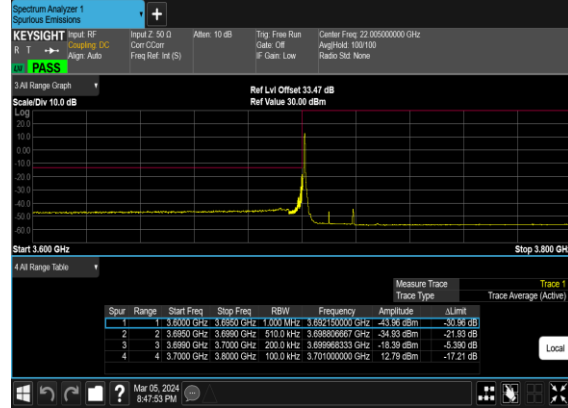 Spectrum Analyzer 1
Spurious Emissions
KEYSIGHT Input: RF Input Z: 50 Ω Atten: 10 dB Trig: Free Run Center Freq: 22.005000000 GHz
R T Coupling: DC Corr CCorr Gate: Off Avg|Hold: 100/100
Align: Auto Freq Ref: Int (S) IF Gain: Low Radio Std: None
PASS
3 All Range Graph
Ref Lvl Offset 33.47 dB
Scale/Div 10.0 dB Ref Value 30.00 dBm
Log
20.0
10.0
0.00
-10.0
-20.0
-30.0
-40.0
-50.0
-60.0
Start 3.600 GHz Stop 3.800 GH
4 All Range Table
Measure Trace Trace 1
Trace Type Trace Average (Active)
Spur Range Start Freq Stop Freq RBW Frequency Amplitude ΔLimit
1 1 3.6000 GHz 3.6950 GHz 1.000 MHz 3.692150000 GHz -43.96 dBm -30.96 dB
2 2 3.6950 GHz 3.6990 GHz 510.0 kHz 3.698806667 GHz -34.93 dBm -21.93 dB
3 3 3.6990 GHz 3.7000 GHz 200.0 kHz 3.699968333 GHz -18.39 dBm -5.390 dB
4 4 3.7000 GHz 3.8000 GHz 100.0 kHz 3.701000000 GHz 12.79 dBm -17.21 dB
Local
?
Mar 05, 2024
8:47:53 PM